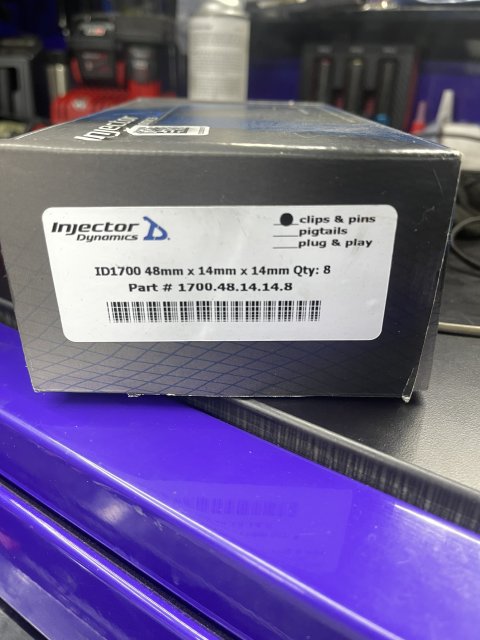 Injector
Injector
Dynamics
clips & pins
pigtails
plug & play
ID1700 48mm x 14mm x 14mm Qty: 8
Part # 1700.48.14.14.8